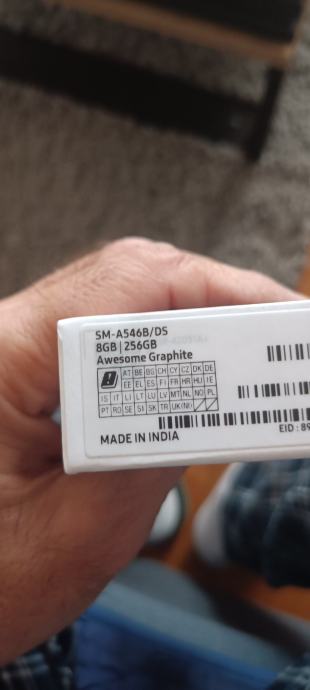 SM-A546B/DS
8GB | 256GB
Awesome Graphite
AT BE BG CH CY CZ DK DE
EE EL ES FI FR HR HU IE
IS IT LI LT LU LV MT NL NO PL
PT RO SE SI SK TR UK(NI)
MADE IN INDIA
EID : 89